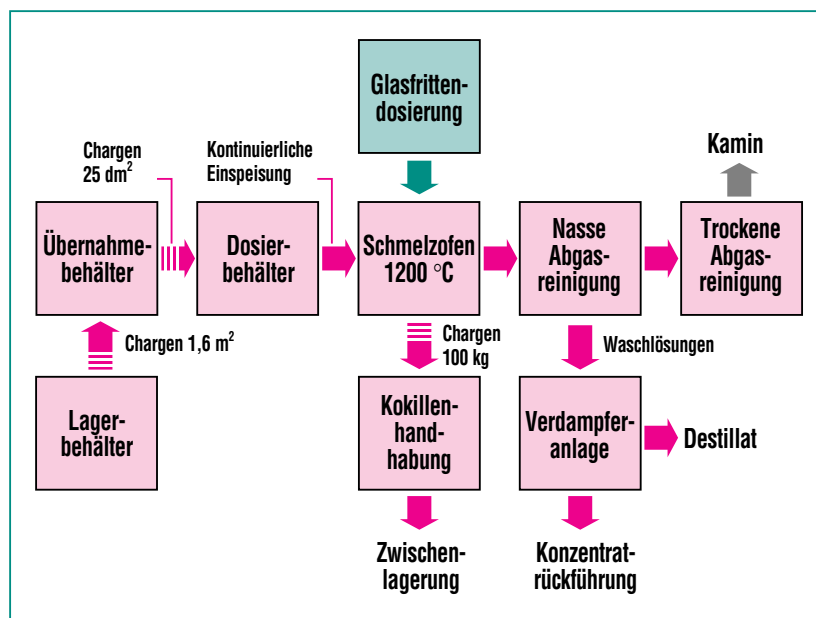 Glasfritten-
dosierung
Kamin
Chargen
25 dm²
Kontinuierliche
Einspeisung
Übernahme-
behälter
Dosier-
behälter
Schmelzofen
1200 °C
Nasse
Abgas-
reinigung
Trockene
Abgas-
reinigung
Chargen 1,6 m²
Chargen
100 kg
Waschlösungen
Lager-
behälter
Kokillen-
hand-
habung
Verdampfer-
anlage
Destillat
Zwischen-
lagerung
Konzentrat-
rückführung